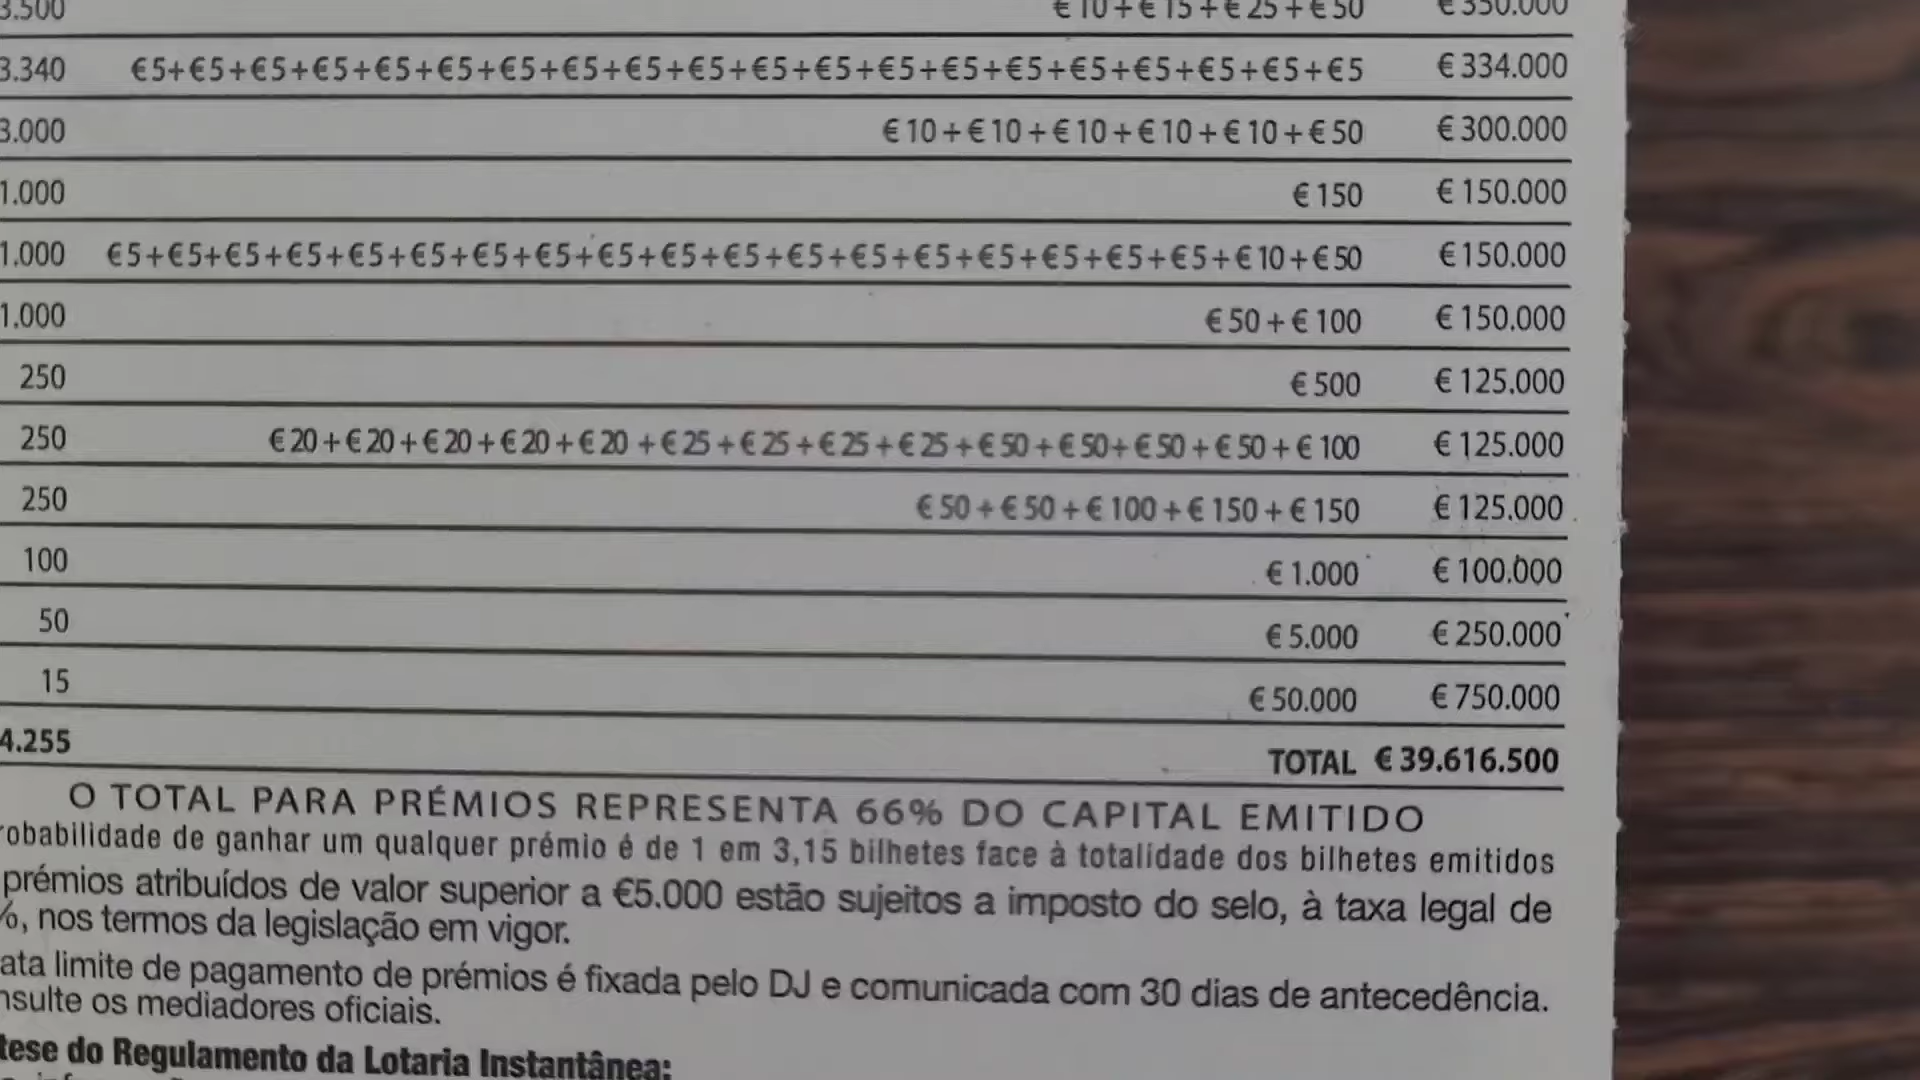 3.500 €10+€15+€25+€50 €350.000
3.340 €5+€5+€5+€5+€5+€5+€5+€5+€5+€5+€5+€5+€5+€5+€5+€5+€5+€5+€5+€5 €334.000
3.000 €10+€10+€10+€10+€10+€50 €300.000
1.000 €150 €150.000
1.000 €5+€5+€5+€5+€5+€5+€5+€5+€5+€5+€5+€5+€5+€5+€5+€5+€5+€5+€10+€50 €150.000
1.000 €50+€100 €150.000
250 €500 €125.000
250 €20+€20+€20+€20+€20+€25+€25+€25+€25+€50+€50+€50+€50+€100 €125.000
250 €50+€50+€100+€150+€150 €125.000
100 €1.000 €100.000
50 €5.000 €250.000
15 €50.000 €750.000
4.255 TOTAL €39.616.500
O TOTAL PARA PRÉMIOS REPRESENTA 66% DO CAPITAL EMITIDO
robabilidade de ganhar um qualquer prémio é de 1 em 3,15 bilhetes face à totalidade dos bilhetes emitidos
prémios atribuídos de valor superior a €5.000 estão sujeitos a imposto do selo, à taxa legal de
%, nos termos da legislação em vigor.
ata limite de pagamento de prémios é fixada pelo DJ e comunicada com 30 dias de antecedência.
nsulte os mediadores oficiais.
tese do Regulamento da Lotaria Instantânea: